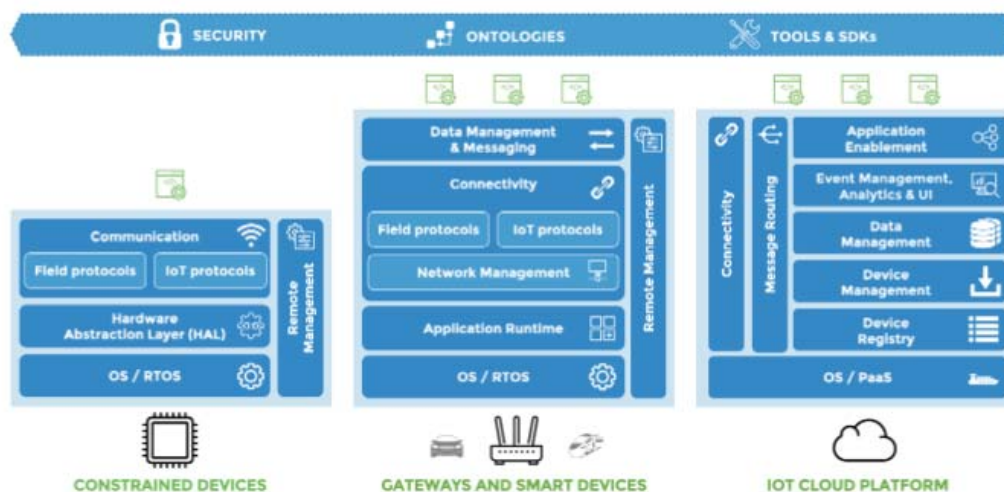 SECURITY
ONTOLOGIES
TOOLS & SDKs
Communication
Field protocols
IoT protocols
Hardware
Abstraction Layer (HAL)
OS / RTOS
Remote
Management
CONSTRAINED DEVICES
Data Management
& Messaging
Connectivity
Field protocols
IoT protocols
Network Management
Application Runtime
OS / RTOS
Remote Management
GATEWAYS AND SMART DEVICES
Connectivity
Message Routing
Application
Enablement
Event Management,
Analytics & UI
Data
Management
Device
Management
Device
Registry
OS / PaaS
IOT CLOUD PLATFORM